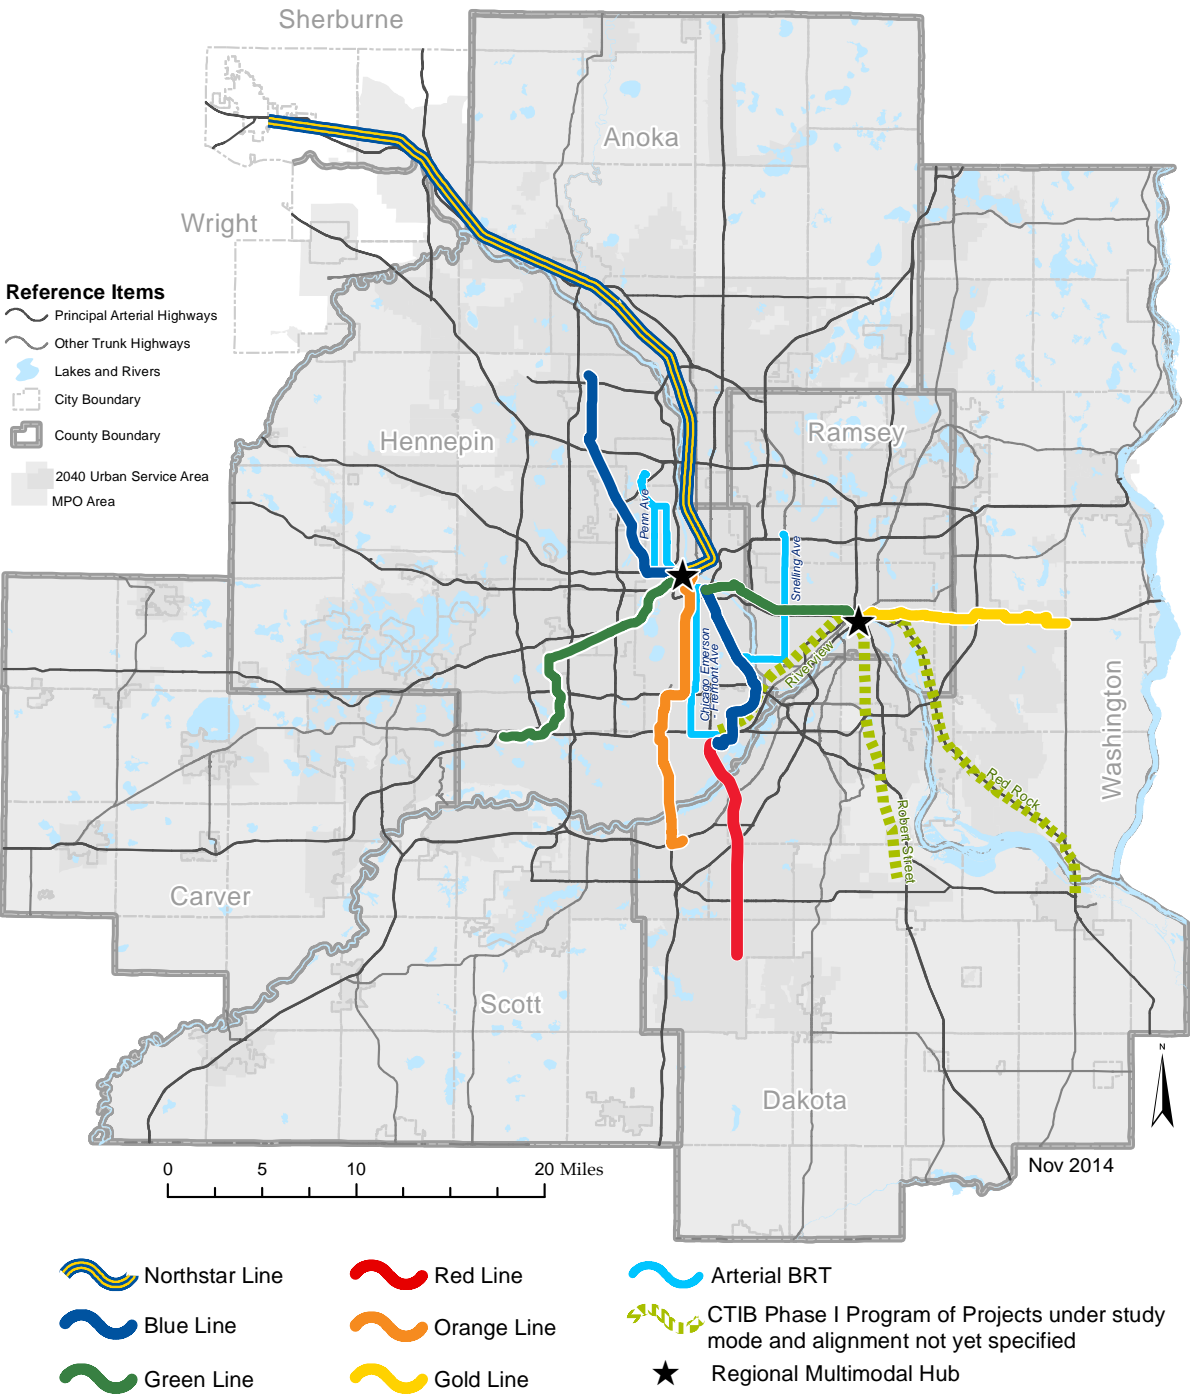 Sherburne
Anoka
Wright
Reference Items
Principal Arterial Highways
Other Trunk Highways
Lakes and Rivers
City Boundary
County Boundary
2040 Urban Service Area
MPO Area
Hennepin
Ramsey
Penn Ave
Snelling Ave
Chicago Emerson
- Fremont Ave
Riverview
Washington
Red Rock
Robert Street
Carver
Scott
Dakota
N
Nov 2014
0 5 10 20 Miles
Northstar Line
Blue Line
Green Line
Red Line
Orange Line
Gold Line
Arterial BRT
CTIB Phase I Program of Projects under study
mode and alignment not yet specified
Regional Multimodal Hub